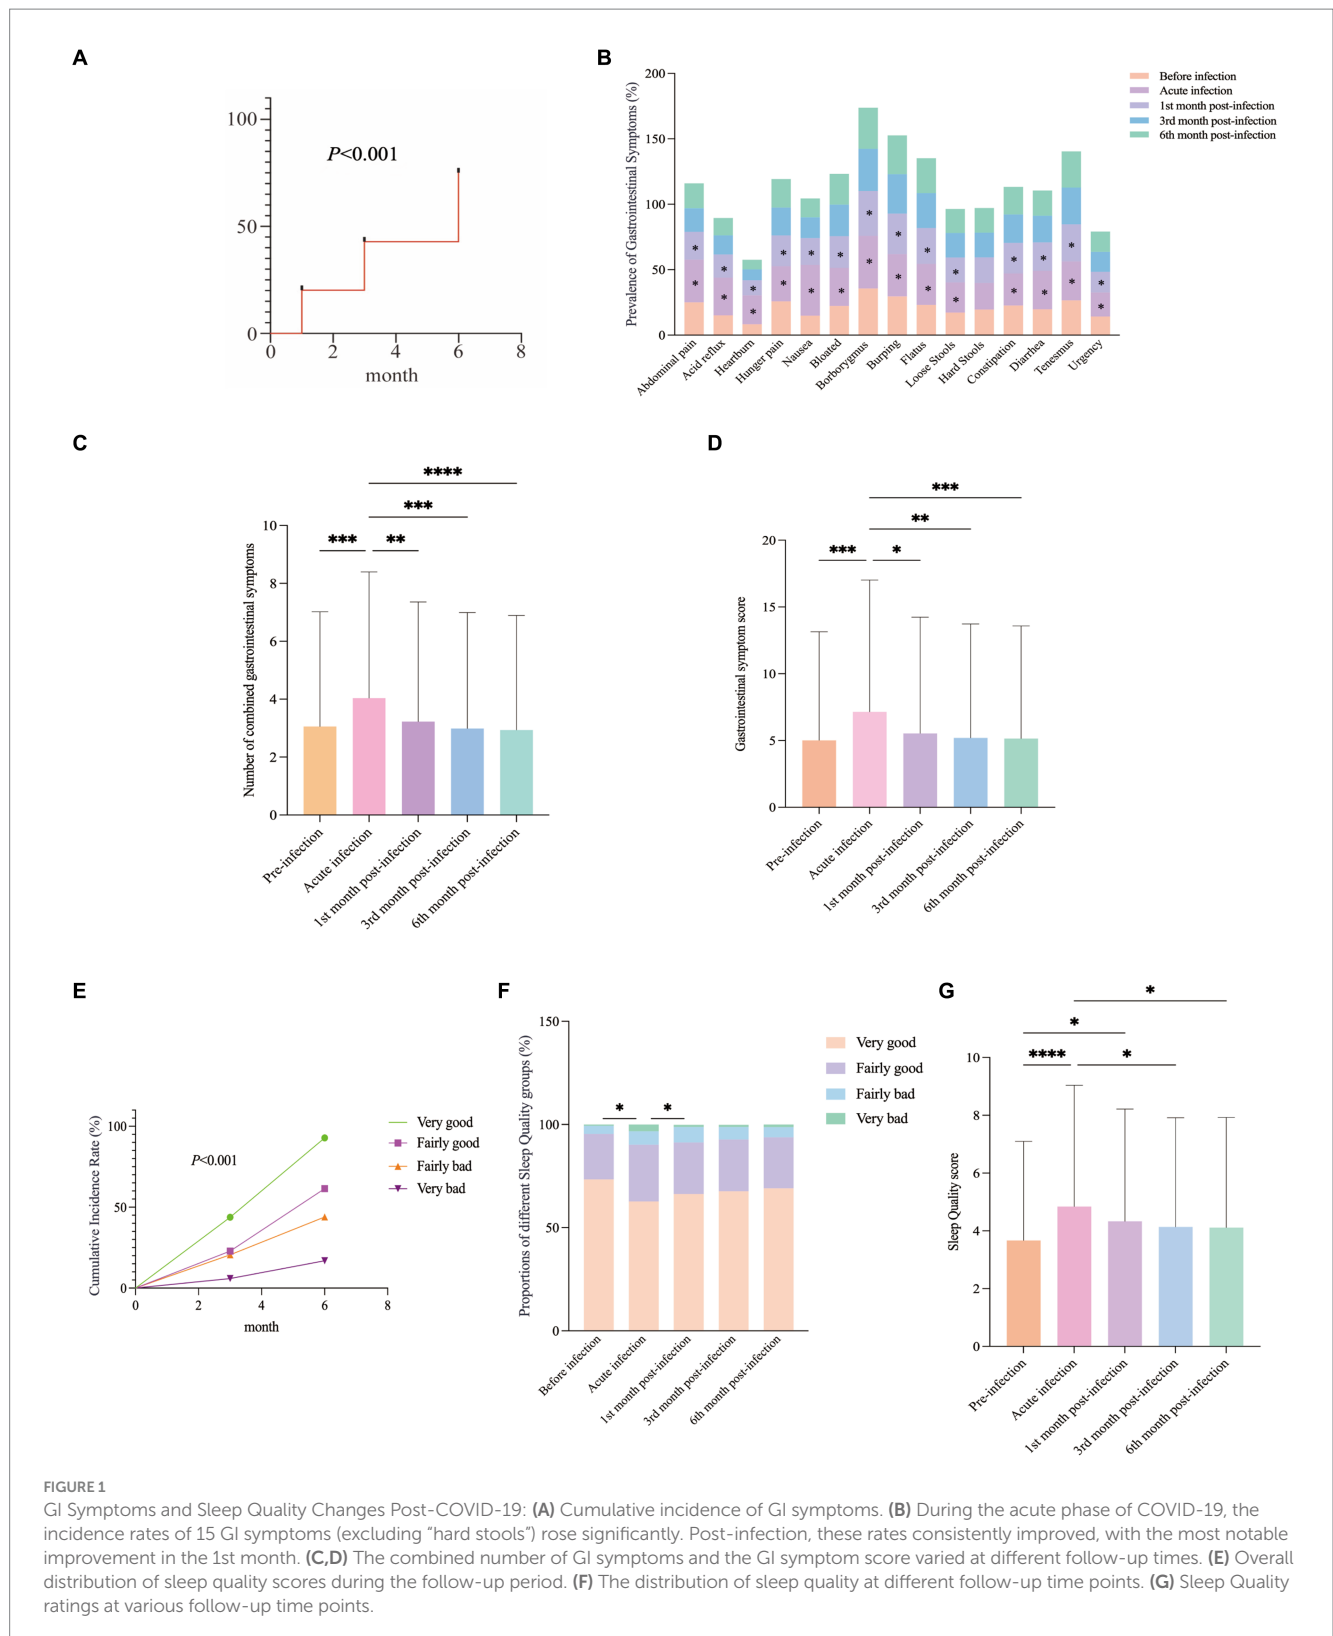 A
100
50
0
P<0.001
0 2 4 6 8
month
B
Prevalence of Gastrointestinal Symptoms (%)
200
150
100
50
0
Before infection
Acute infection
1st month post-infection
3rd month post-infection
6th month post-infection
* * * * * * * * * * * * * *
* * * * * * * * * * * * * *
Abdominal pain
Acid reflux
Heartburn
Hunger pain
Nausea
Bloated
Borborygmus
Burping
Flatus
Loose Stools
Hard Stools
Constipation
Diarrhea
Tenesmus
Urgency
C
Number of combined gastrointestinal symptoms
10
8
6
4
2
0
****
***
*** **
Pre-infection
Acute infection
1st month post-infection
3rd month post-infection
6th month post-infection
D
Gastrointestinal symptom score
20
15
10
5
0
***
**
*** *
Pre-infection
Acute infection
1st month post-infection
3rd month post-infection
6th month post-infection
E
Cumulative Incidence Rate (%)
100
50
0
P<0.001
0 2 4 6 8
month
Very good
Fairly good
Fairly bad
Very bad
F
Proportions of different Sleep Quality groups (%)
150
100
50
0
* *
Very good
Fairly good
Fairly bad
Very bad
Before infection
Acute infection
1st month post-infection
3rd month post-infection
6th month post-infection
G
Sleep Quality score
10
8
6
4
2
0
*
*
**** *
Pre-infection
Acute infection
1st month post-infection
3rd month post-infection
6th month post-infection
FIGURE 1
GI Symptoms and Sleep Quality Changes Post-COVID-19: (A) Cumulative incidence of GI symptoms. (B) During the acute phase of COVID-19, the
incidence rates of 15 GI symptoms (excluding “hard stools”) rose significantly. Post-infection, these rates consistently improved, with the most notable
improvement in the 1st month. (C,D) The combined number of GI symptoms and the GI symptom score varied at different follow-up times. (E) Overall
distribution of sleep quality scores during the follow-up period. (F) The distribution of sleep quality at different follow-up time points. (G) Sleep Quality
ratings at various follow-up time points.